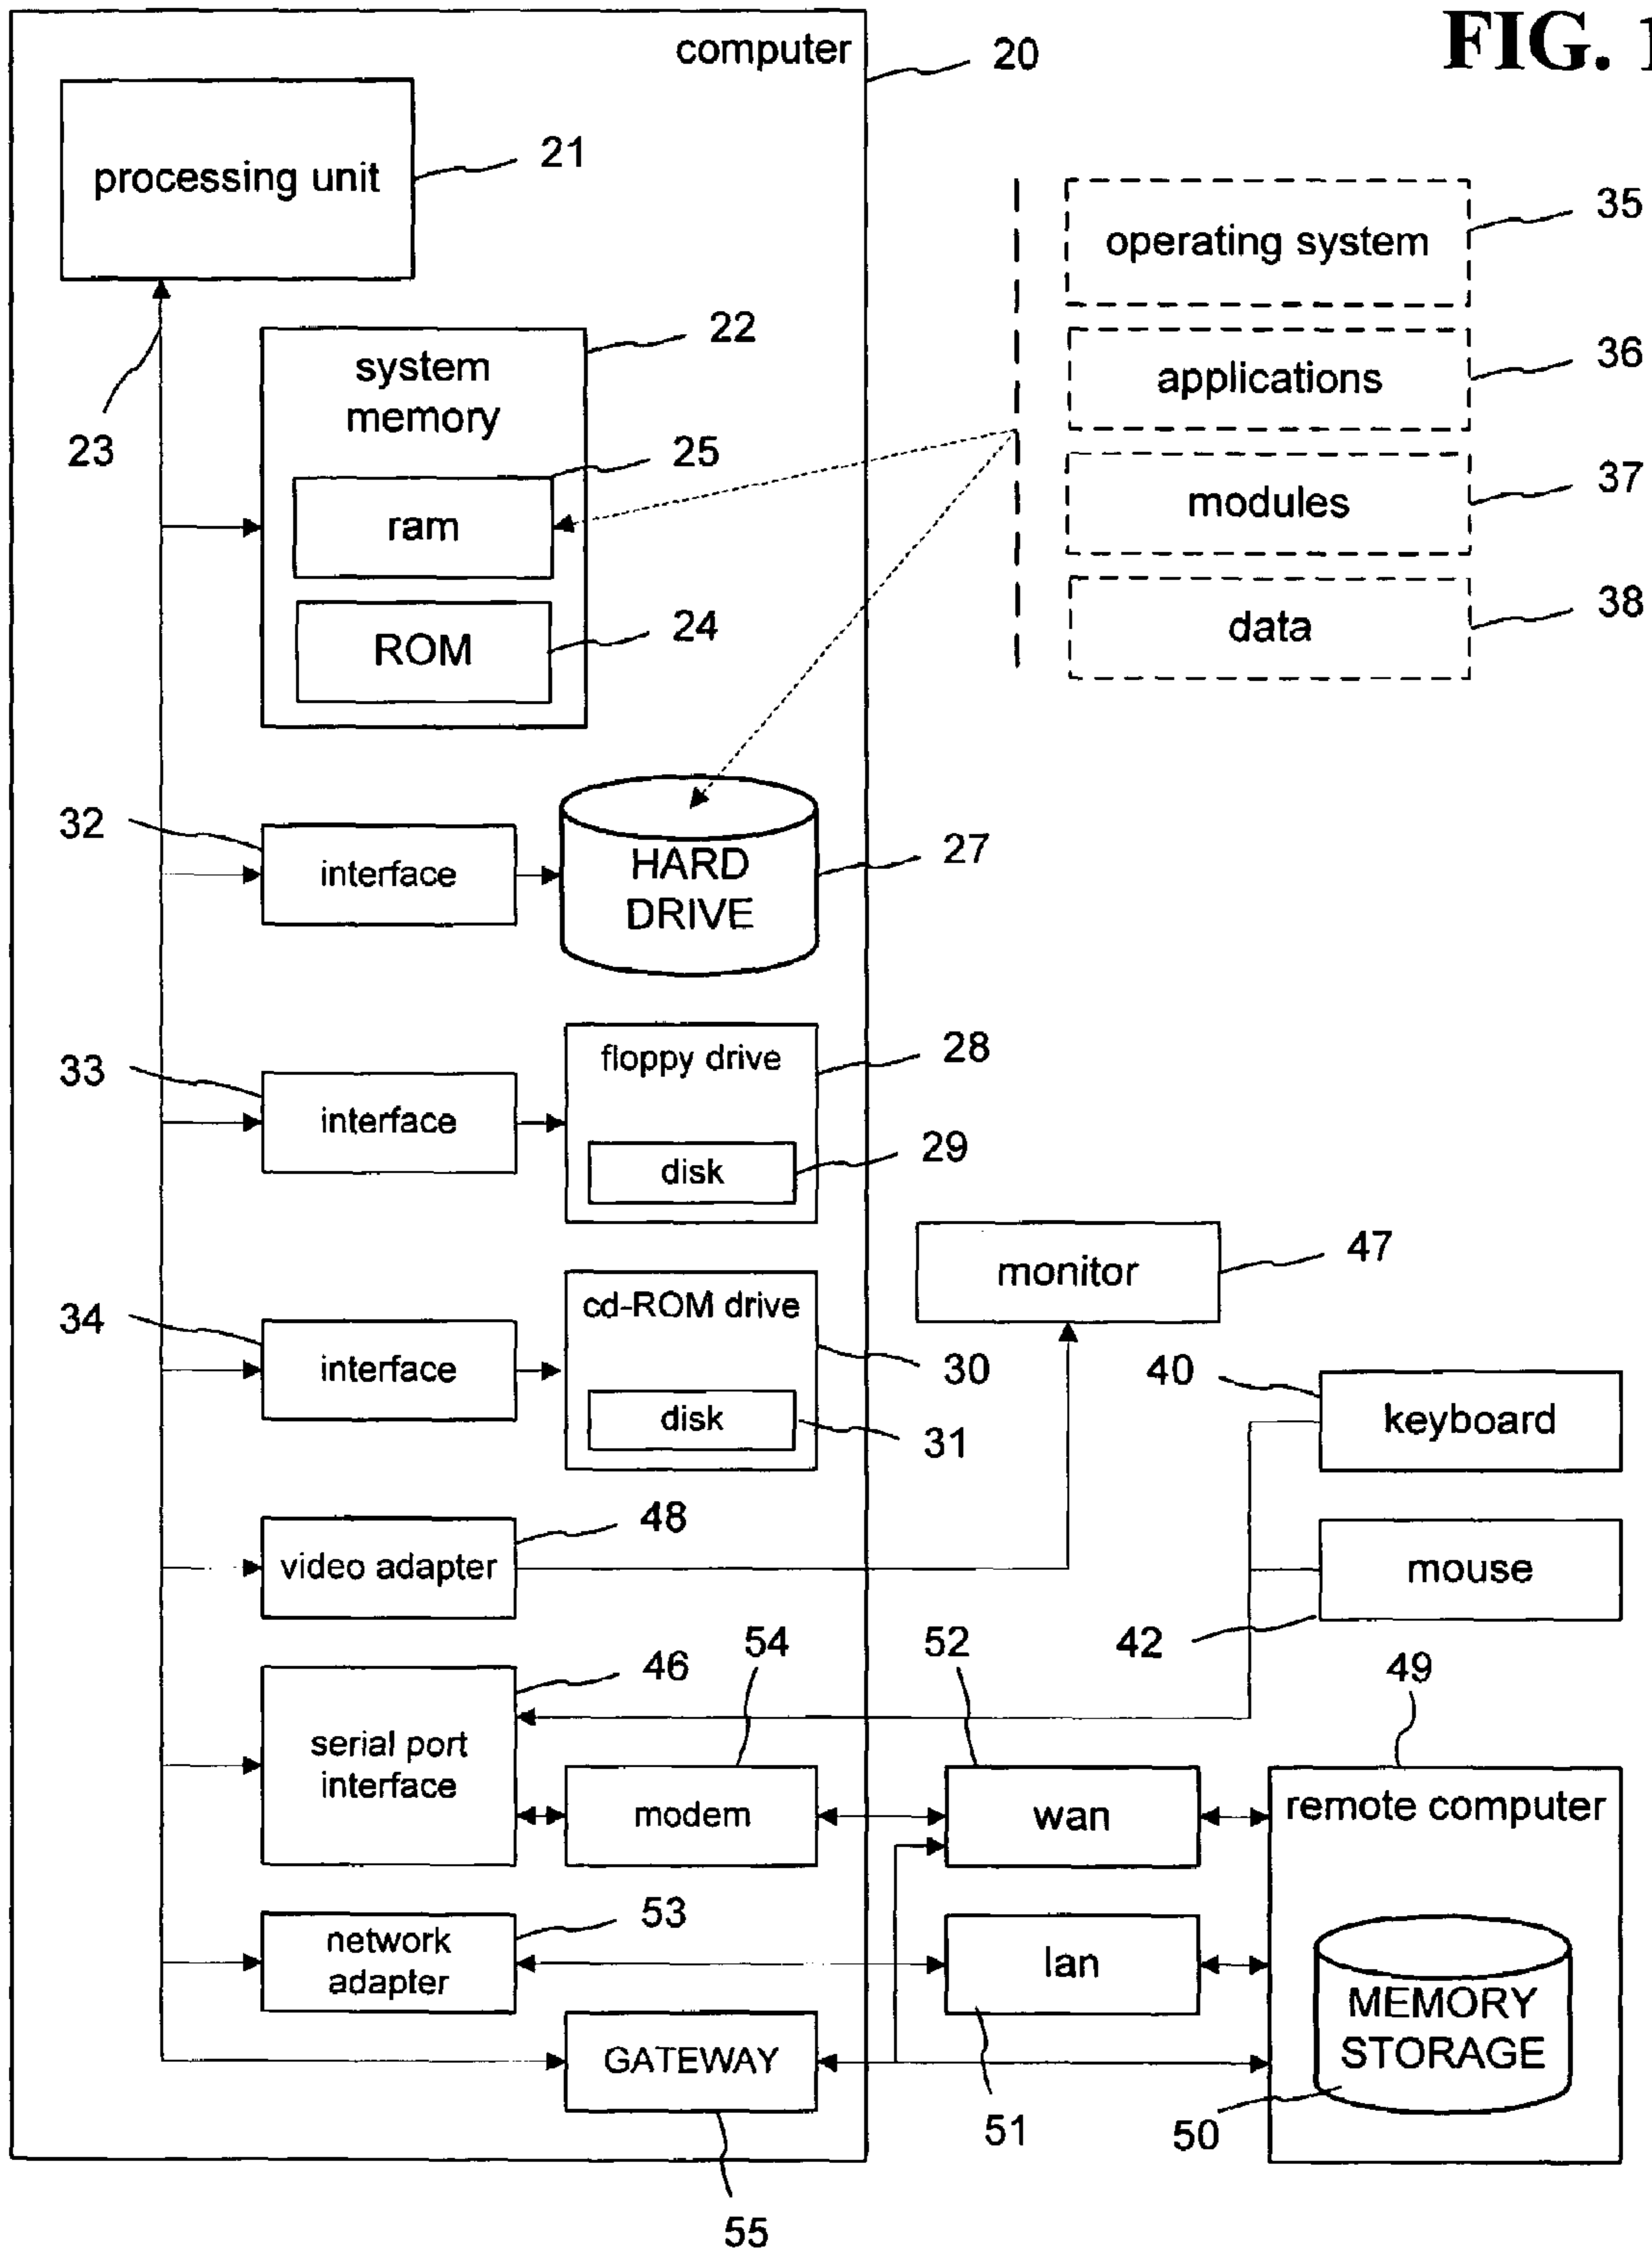 FIG. 1
computer
20
processing unit
21
23
system
memory
22
ram
25
ROM
24
operating system
35
applications
36
modules
37
data
38
32
interface
HARD
DRIVE
27
33
interface
floppy drive
28
disk
29
34
interface
cd-ROM drive
30
disk
31
monitor
47
40
keyboard
mouse
42
video adapter
48
serial port
interface
46
54
modem
52
wan
49
remote computer
network
adapter
53
lan
51
MEMORY
STORAGE
50
GATEWAY
55